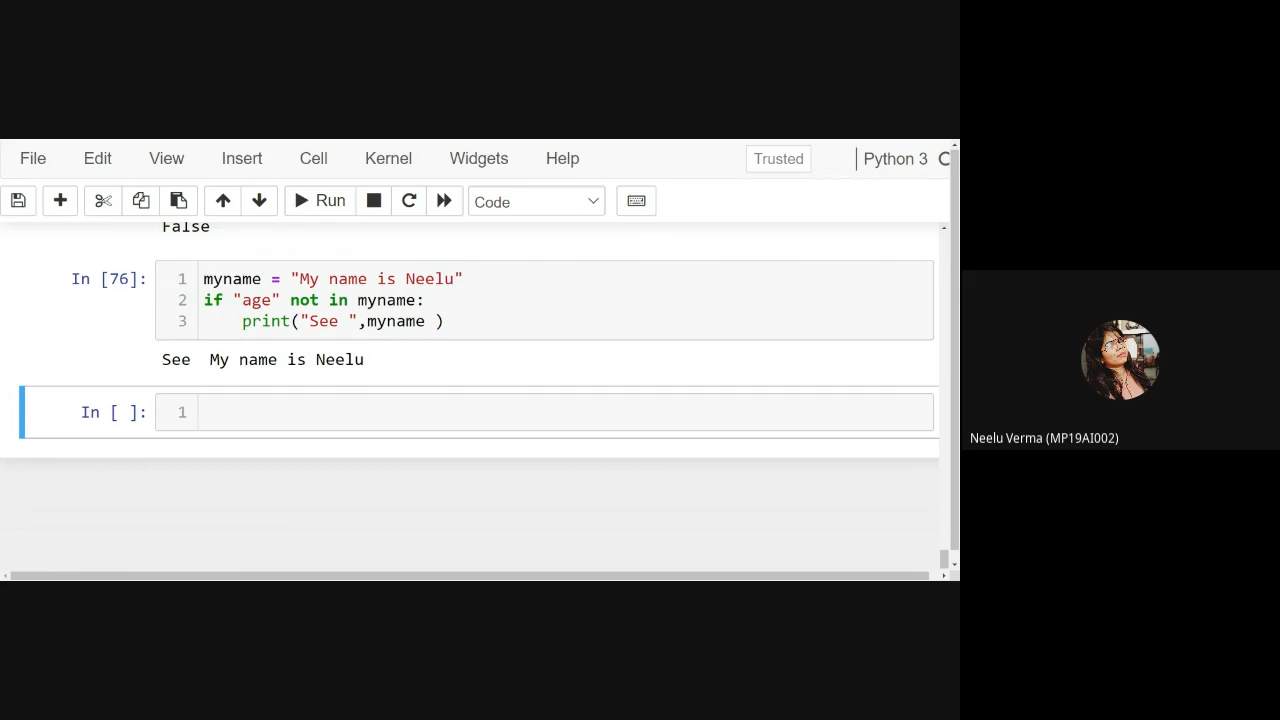 File Edit View Insert Cell Kernel Widgets Help Trusted Python 3
Run Code
False
In [76]:
1 myname = "My name is Neelu"
2 if "age" not in myname:
3     print("See ",myname )
See  My name is Neelu
In [ ]: 1
Neelu Verma (MP19AI002)